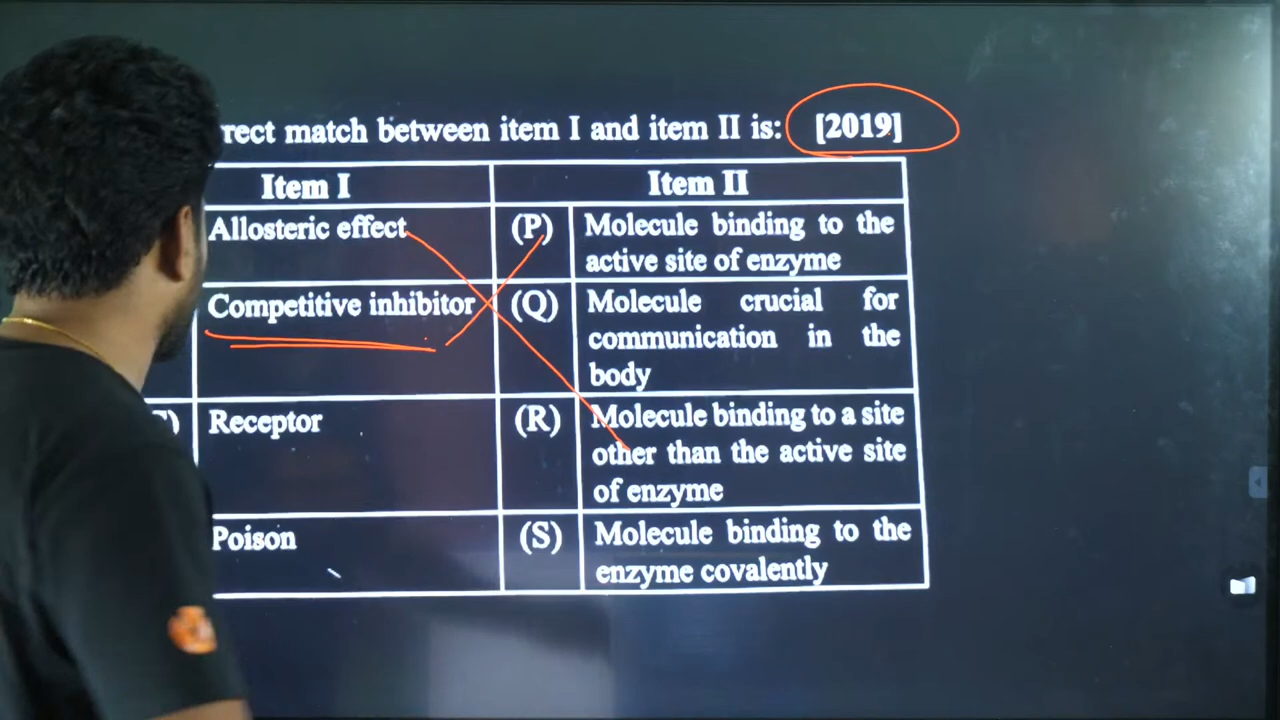 rect match between item I and item II is: [2019]
Item I Item II
Allosteric effect (P) Molecule binding to the
active site of enzyme
Competitive inhibitor (Q) Molecule crucial for
communication in the
body
) Receptor (R) Molecule binding to a site
other than the active site
of enzyme
Poison (S) Molecule binding to the
enzyme covalently